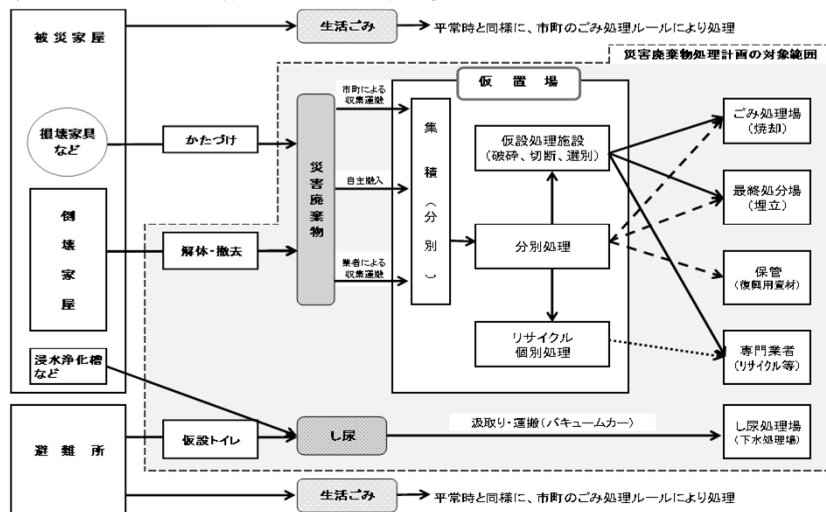 被災家屋
生活ごみ
平常時と同様に、市町のごみ処理ルールにより処理
災害廃棄物処理計画の対象範囲
損壊家具
など
かたづけ
倒壊家屋
解体・撤去
浸水浄化槽
など
災害廃棄物
市町による
収集運搬
自主搬入
業者による
収集運搬
仮置場
集積(分別)
仮設処理施設
(破砕、切断、選別)
分別処理
リサイクル
個別処理
ごみ処理場
(焼却)
最終処分場
(埋立)
保管
(復興用資材)
専門業者
(リサイクル等)
避難所
仮設トイレ
し尿
汲取り・運搬(バキュームカー)
し尿処理場
(下水処理場)
生活ごみ
平常時と同様に、市町のごみ処理ルールにより処理